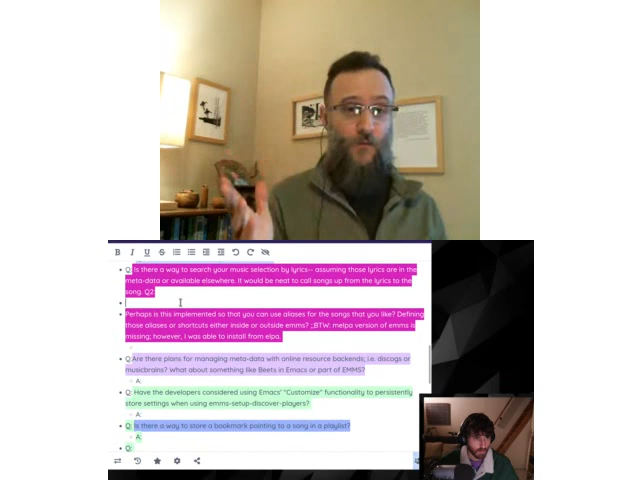 B I U S
Q: Is there a way to search your music selection by lyrics-- assuming those lyrics are in the
meta-data or available elsewhere. It would be neat to call songs up from the lyrics to the
song. Q2
Perhaps is this implemented so that you can use aliases for the songs that you like? Defining
those aliases or shortcuts either inside or outside emms? ;;BTW: melpa version of emms is
missing; however, I was able to install from elpa.
Q:Are there plans for managing meta-data with online resource backends; i.e. discogs or
musicbrainz? What about something like Beets in Emacs or part of EMMS?
A:
Q: Have the developers considered using Emacs' "Customize" functionality to persistently
store settings when using emms-setup-discover-players?
A:
Q: Is there a way to store a bookmark pointing to a song in a playlist?
A:
Q: